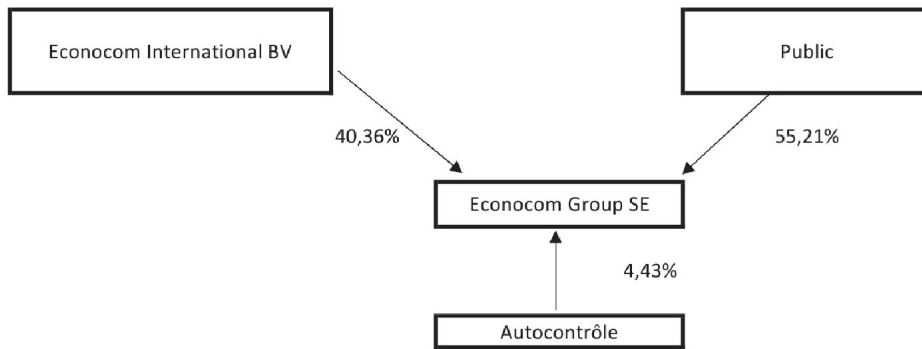 Econocom International BV
Public
40,36%
55,21%
Econocom Group SE
4,43%
Autocontrôle